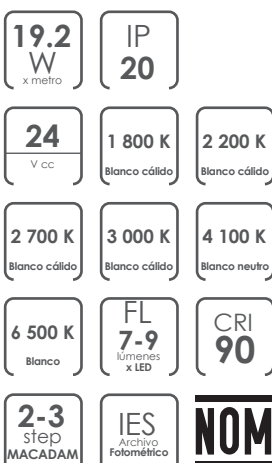 19.2
W
x metro
IP
20
24
V cc
1 800 K
Blanco cálido
2 200 K
Blanco cálido
2 700 K
Blanco cálido
3 000 K
Blanco cálido
4 100 K
Blanco neutro
6 500 K
Blanco
FL
7-9
lúmenes
x LED
CRI
90
2-3
step
MACADAM
IES
Archivo
Fotométrico
NOM